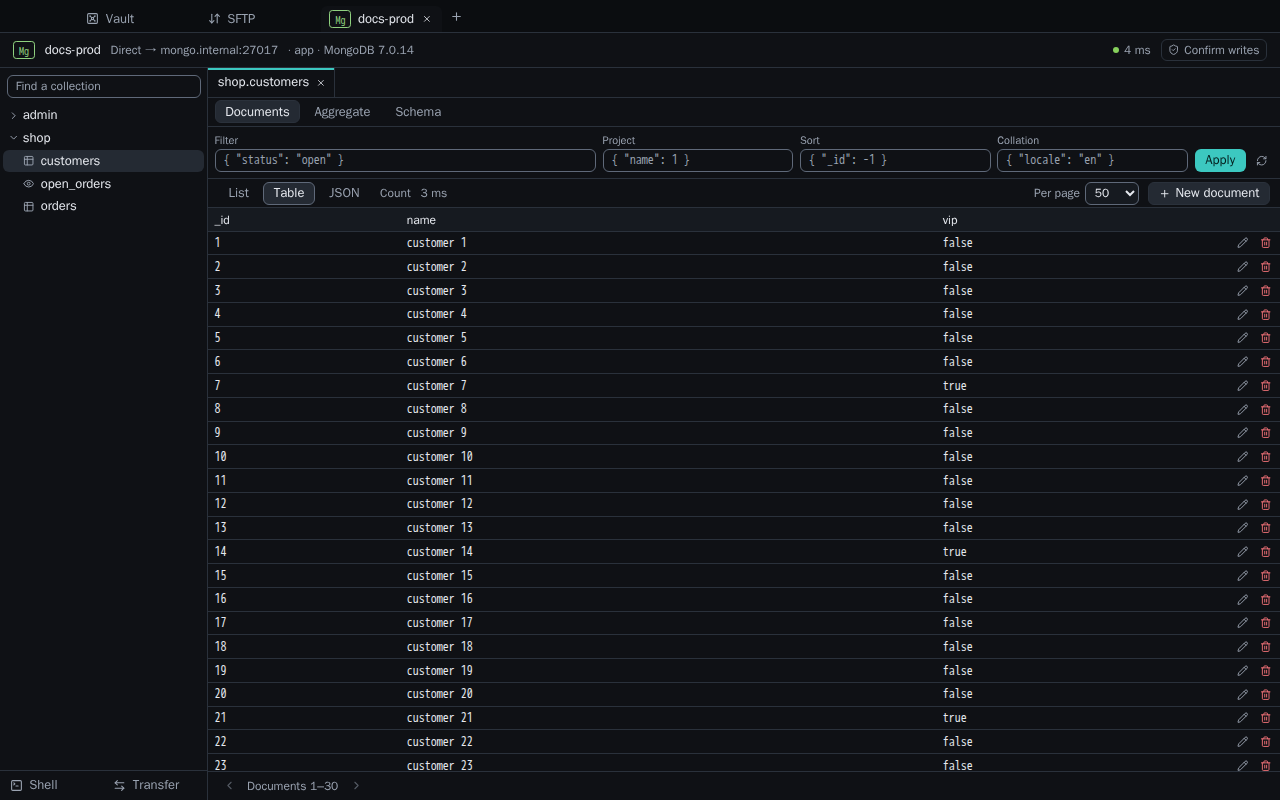 Vault SFTP Mg docs-prod × +
Mg docs-prod Direct → mongo.internal:27017 · app · MongoDB 7.0.14 4 ms Confirm writes
Find a collection
admin
shop
customers
open_orders
orders
Shell Transfer
shop.customers ×
Documents Aggregate Schema
Filter Project Sort Collation
{ "status": "open" } { "name": 1 } { "_id": -1 } { "locale": "en" } Apply
List Table JSON Count 3 ms Per page 50 + New document
_id name vip
1 customer 1 false
2 customer 2 false
3 customer 3 false
4 customer 4 false
5 customer 5 false
6 customer 6 false
7 customer 7 true
8 customer 8 false
9 customer 9 false
10 customer 10 false
11 customer 11 false
12 customer 12 false
13 customer 13 false
14 customer 14 true
15 customer 15 false
16 customer 16 false
17 customer 17 false
18 customer 18 false
19 customer 19 false
20 customer 20 false
21 customer 21 true
22 customer 22 false
23 customer 23 false
Documents 1–30